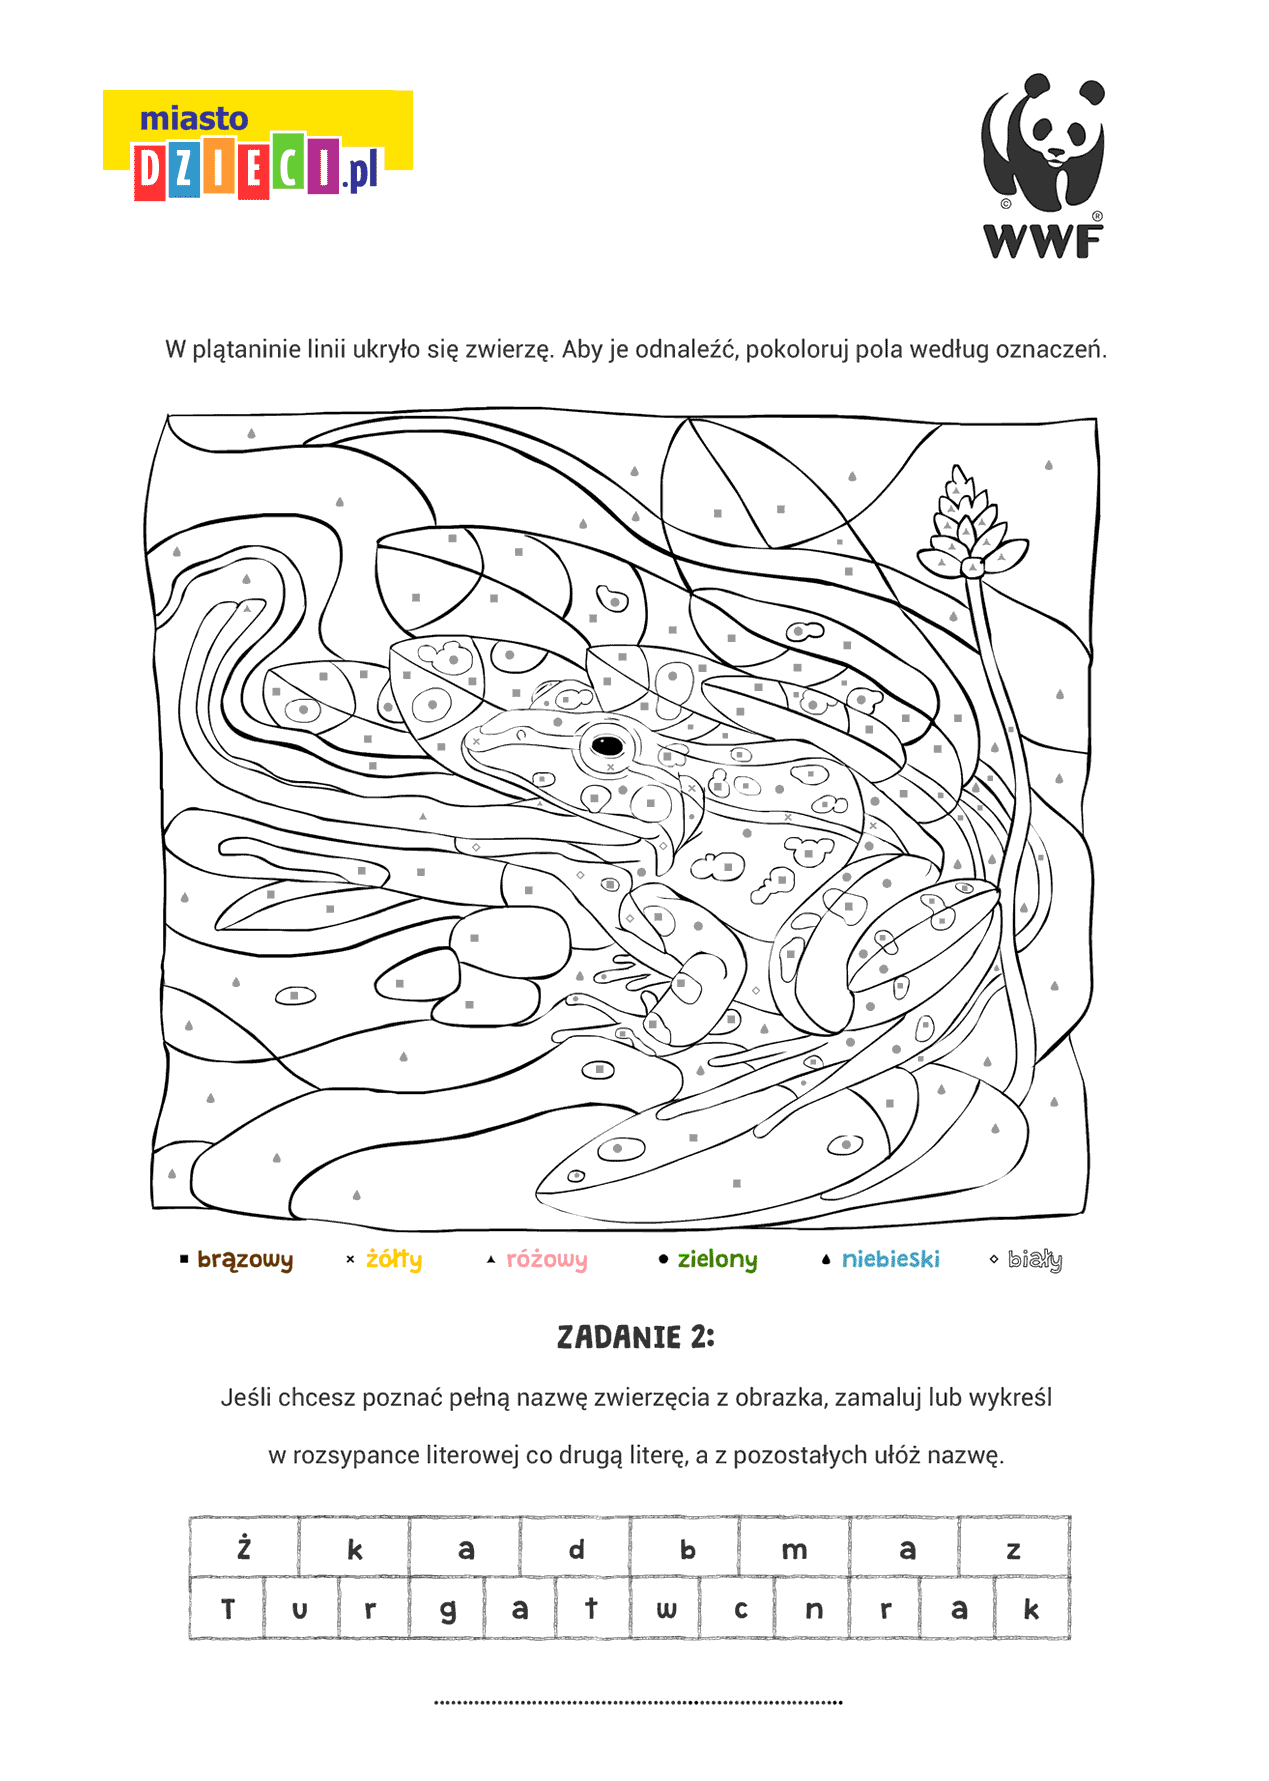 miasto
DZIECI.pl
© ®
WWF
W plątaninie linii ukryło się zwierzę. Aby je odnaleźć, pokoloruj pola według oznaczeń.
brązowy żółty różowy zielony niebieski biały
ZADANIE 2:
Jeśli chcesz poznać pełną nazwę zwierzęcia z obrazka, zamaluj lub wykreśl
w rozsypance literowej co drugą literę, a z pozostałych ułóż nazwę.
Ż k a d b m a z
T u r g a t w c n r a k